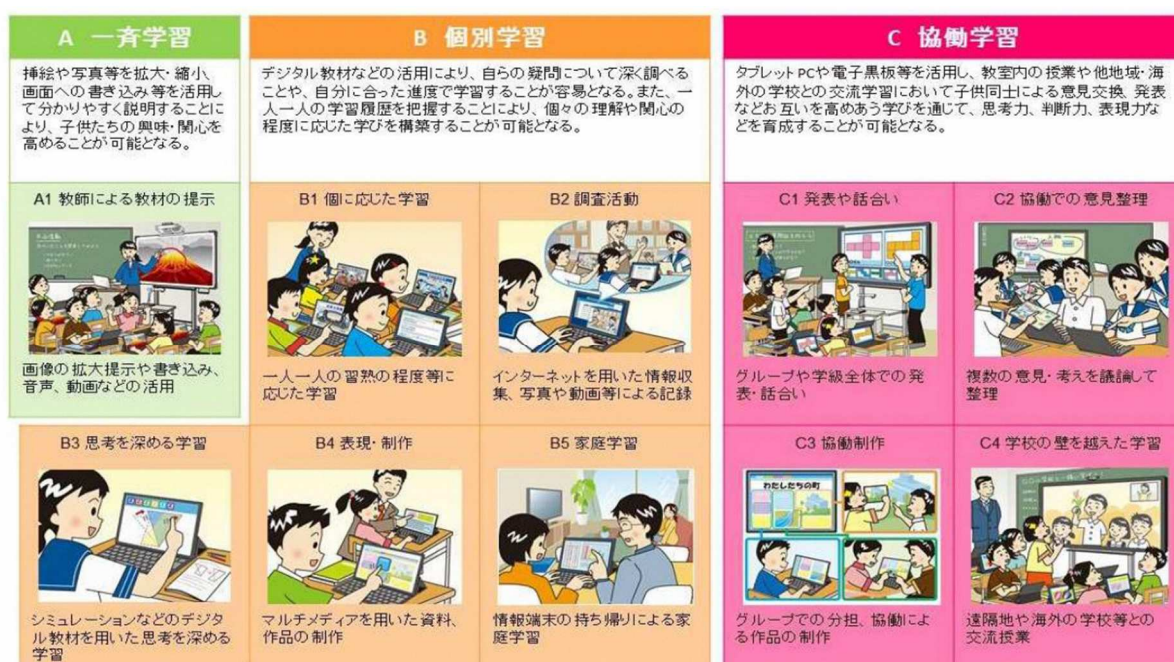 A 一斉学習
挿絵や写真等を拡大・縮小、
画面への書き込み等を活用し
て分かりやすく説明することに
より、子供たちの興味・関心を
高めることが可能となる。
B 個別学習
デジタル教材などの活用により、自らの疑問について深く調べる
ことや、自分に合った進度で学習することが容易となる。また、一
人一人の学習履歴を把握することにより、個々の理解や関心の
程度に応じた学びを構築することが可能となる。
C 協働学習
タブレットPCや電子黒板等を活用し、教室内の授業や他地域・海
外の学校との交流学習において子供同士による意見交換、発表
などお互いを高めあう学びを通じて、思考力、判断力、表現力な
どを育成することが可能となる。
A1 教師による教材の提示
画像の拡大提示や書き込み、
音声、動画などの活用
B1 個に応じた学習
一人一人の習熟の程度等に
応じた学習
B2 調査活動
インターネットを用いた情報収
集、写真や動画等による記録
C1 発表や話合い
グループや学級全体での発
表・話合い
C2 協働での意見整理
複数の意見・考えを議論して
整理
B3 思考を深める学習
シミュレーションなどのデジタ
ル教材を用いた思考を深める
学習
B4 表現・制作
マルチメディアを用いた資料、
作品の制作
B5 家庭学習
情報端末の持ち帰りによる家
庭学習
C3 協働制作
わたしたちの町
グループでの分担、協働によ
る作品の制作
C4 学校の壁を越えた学習
遠隔地や海外の学校等との
交流授業